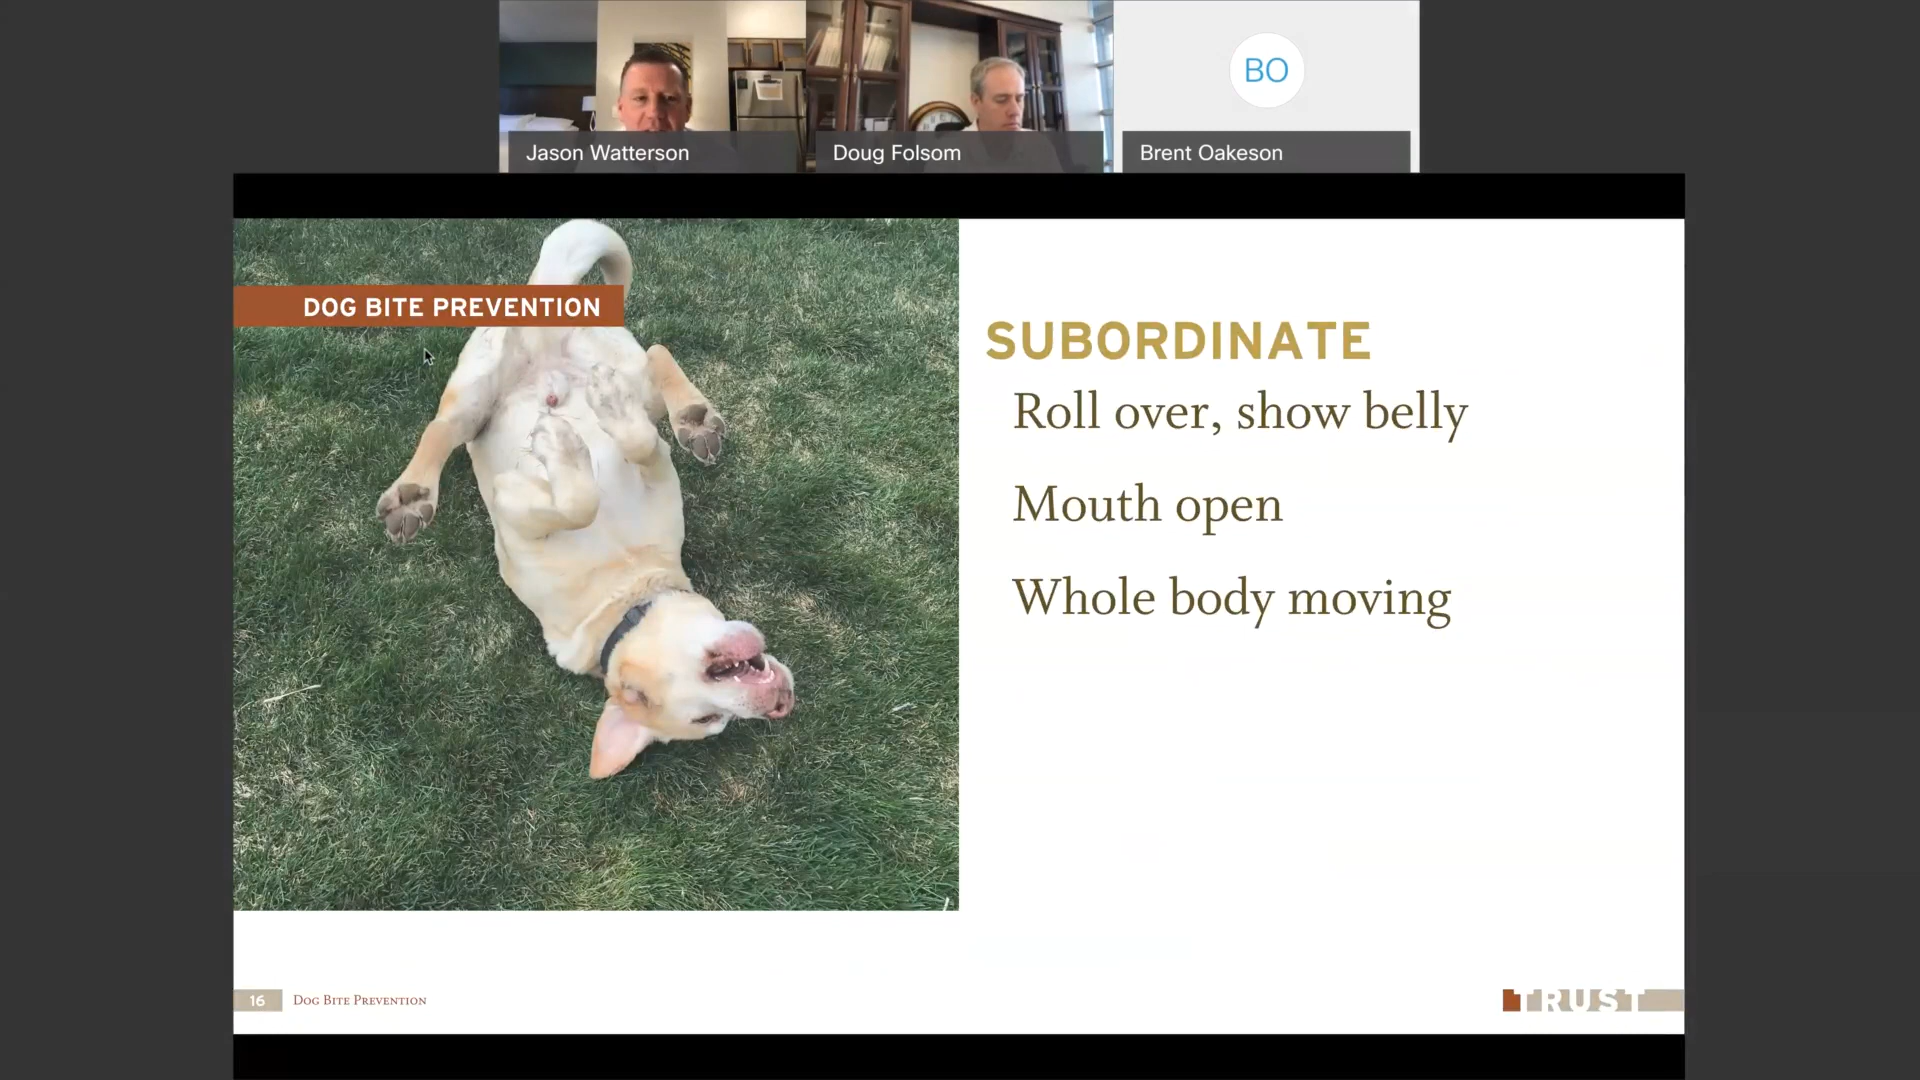 BO
Jason Watterson
Doug Folsom
Brent Oakeson
DOG BITE PREVENTION
SUBORDINATE
Roll over, show belly
Mouth open
Whole body moving
16
Dog Bite Prevention
TRUST